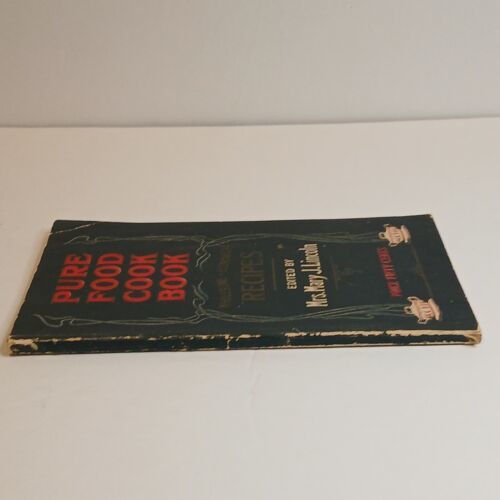 PURE
FOOD
COOK
BOOK
RECIPES
EDITED BY
Mrs. Mary J. Lincoln
PRICE FIFTY CENTS